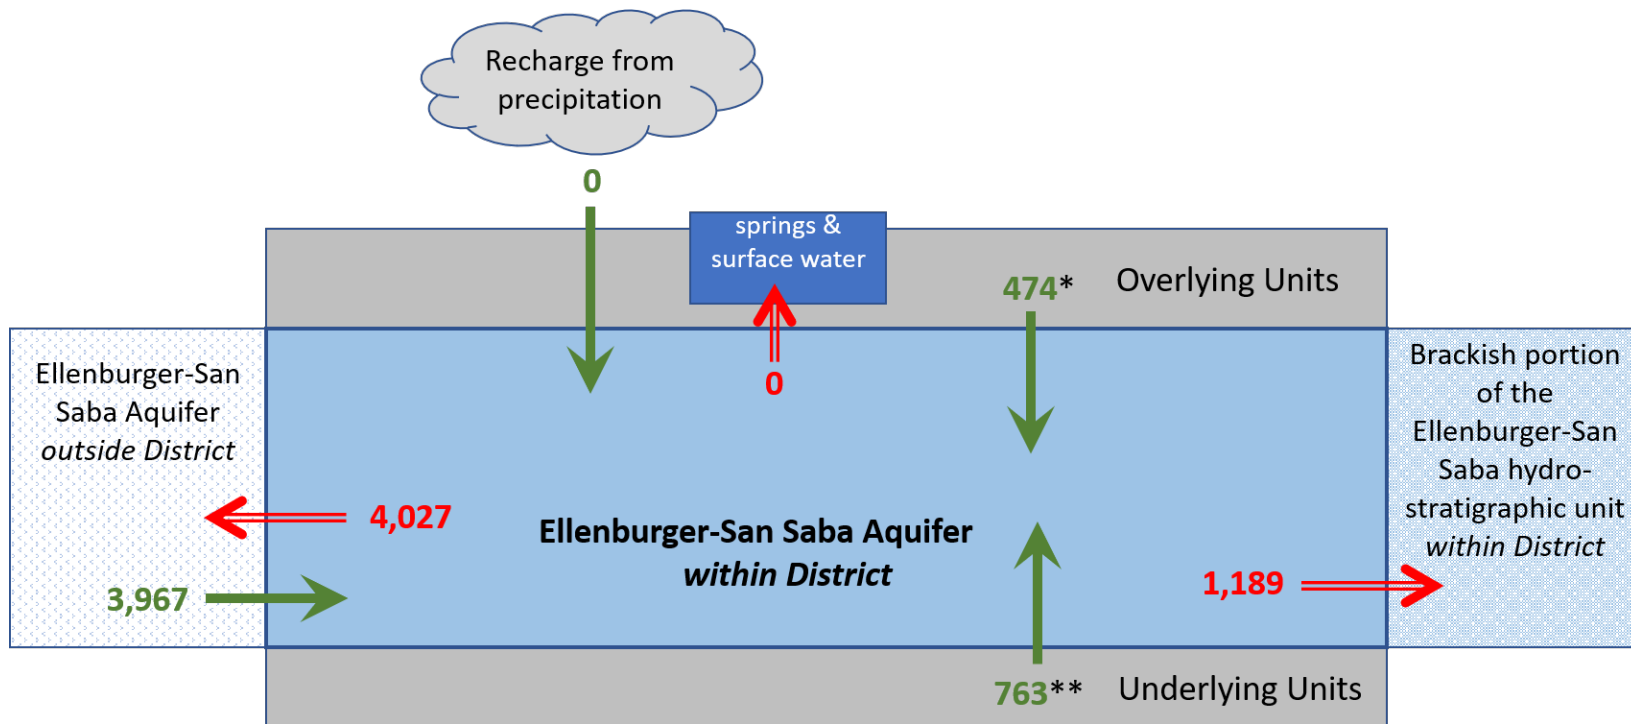 Recharge from
precipitation
0
springs &
surface water
474*
Overlying Units
0
Ellenburger-San
Saba Aquifer
outside District
Brackish portion
of the
Ellenburger-San
Saba hydro-
stratigraphic unit
within District
4,027
Ellenburger-San Saba Aquifer
within District
3,967
1,189
763**
Underlying Units